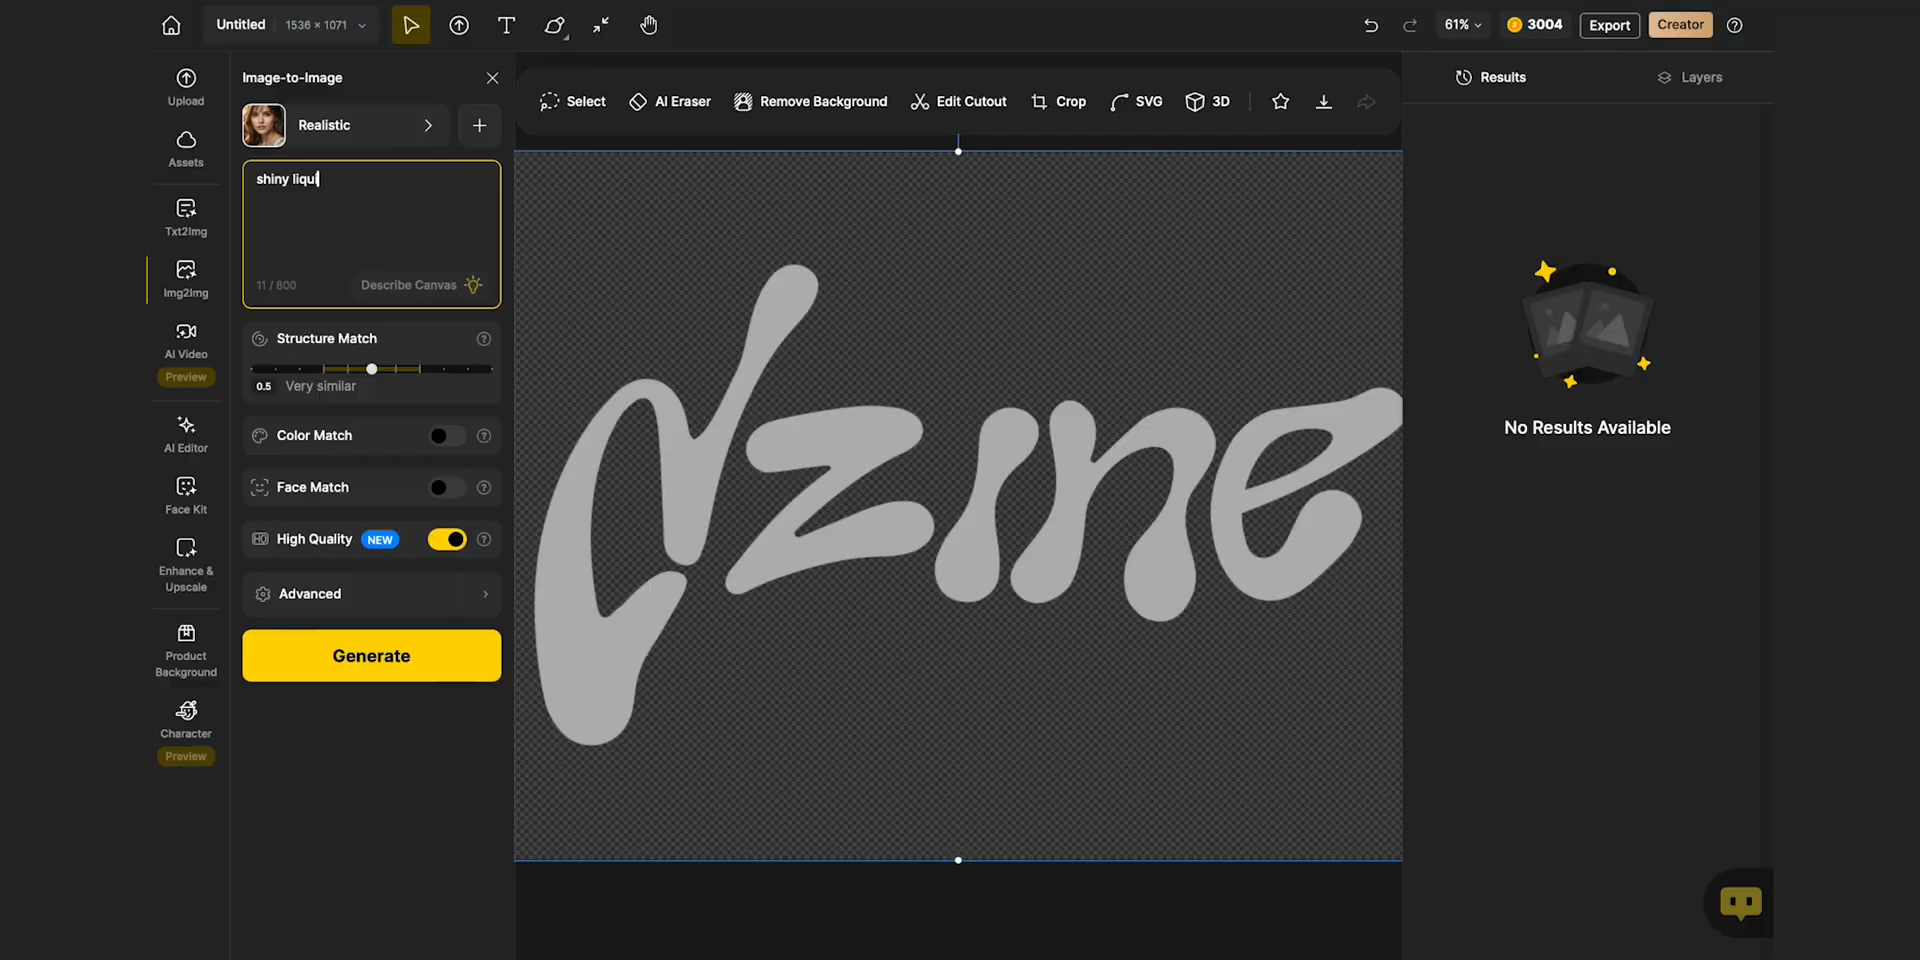 Untitled 1536 × 1071
61% 3004 Export Creator
Upload
Assets
Txt2Img
Img2Img
AI Video
Preview
AI Editor
Face Kit
Enhance &
Upscale
Product
Background
Character
Preview
Image-to-Image
Realistic
shiny liqui
11 / 800 Describe Canvas
Structure Match
0.5 Very similar
Color Match
Face Match
High Quality NEW
Advanced
Generate
Select AI Eraser Remove Background Edit Cutout Crop SVG 3D
dzine
Results Layers
No Results Available